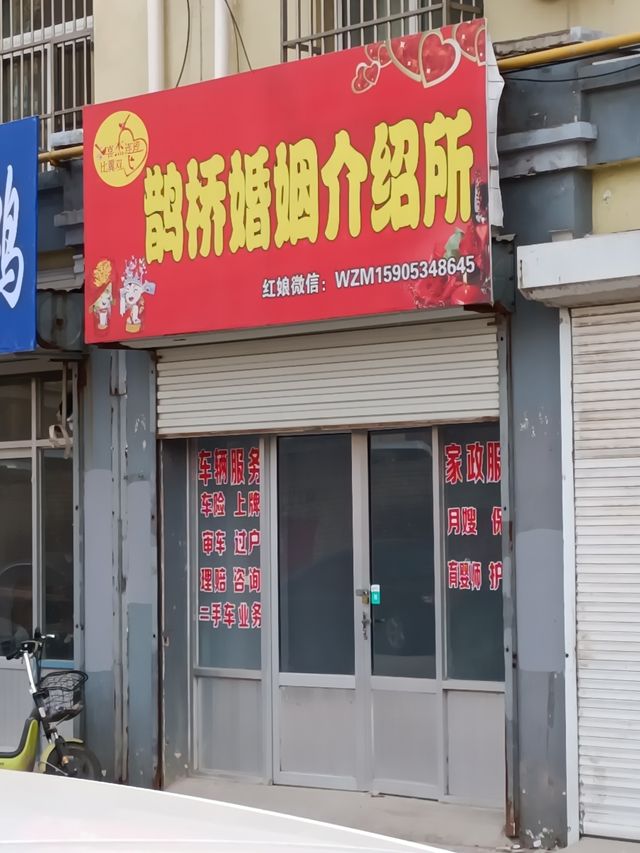 鹊桥婚姻介绍所
红娘微信：WZM15905348645
车辆服务
车险 上牌
审车 过户
理赔 咨询
二手车业务
家政服
月嫂 保
育婴师 护